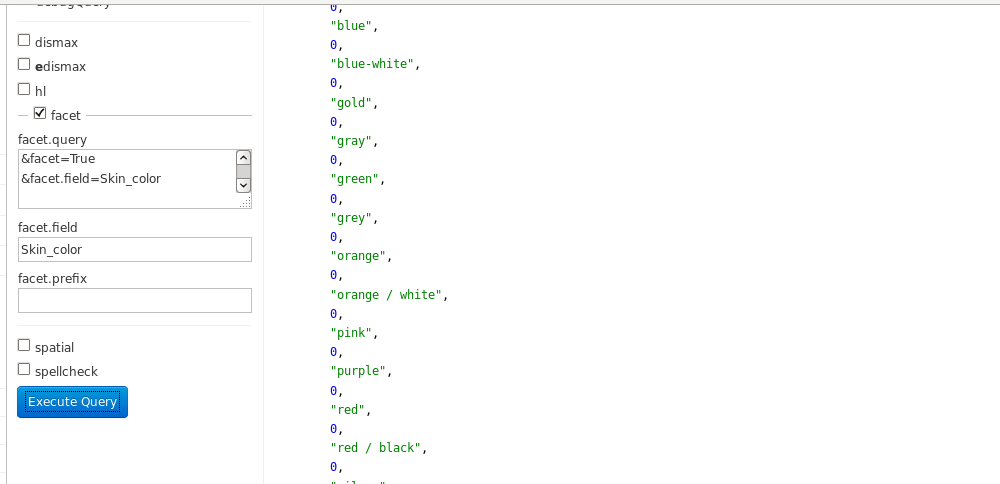 debugQuery
dismax
edismax
hl
facet
facet.query
&facet=True
&facet.field=Skin_color
facet.field
Skin_color
facet.prefix
spatial
spellcheck
Execute Query
0,
"blue",
0,
"blue-white",
0,
"gold",
0,
"gray",
0,
"green",
0,
"grey",
0,
"orange",
0,
"orange / white",
0,
"pink",
0,
"purple",
0,
"red",
0,
"red / black",
0,